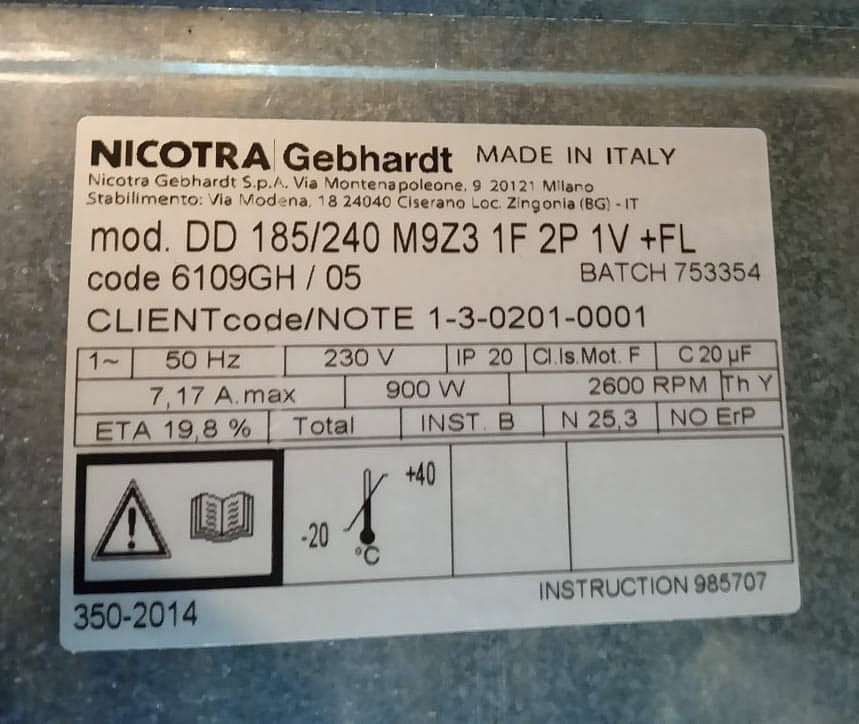 NICOTRA Gebhardt MADE IN ITALY
Nicotra Gebhardt S.p.A. Via Montenapoleone, 9 20121 Milano
Stabilimento: Via Modena, 18 24040 Ciserano Loc. Zingonia (BG) - IT
mod. DD 185/240 M9Z3 1F 2P 1V +FL
code 6109GH / 05 BATCH 753354
CLIENTcode/NOTE 1-3-0201-0001
1~ 50 Hz 230 V IP 20 Cl.Is.Mot. F C 20 µF
7,17 A.max 900 W 2600 RPM Th Y
ETA 19,8 % Total INST. B N 25,3 NO ErP
+40
-20
°C
INSTRUCTION 985707
350-2014